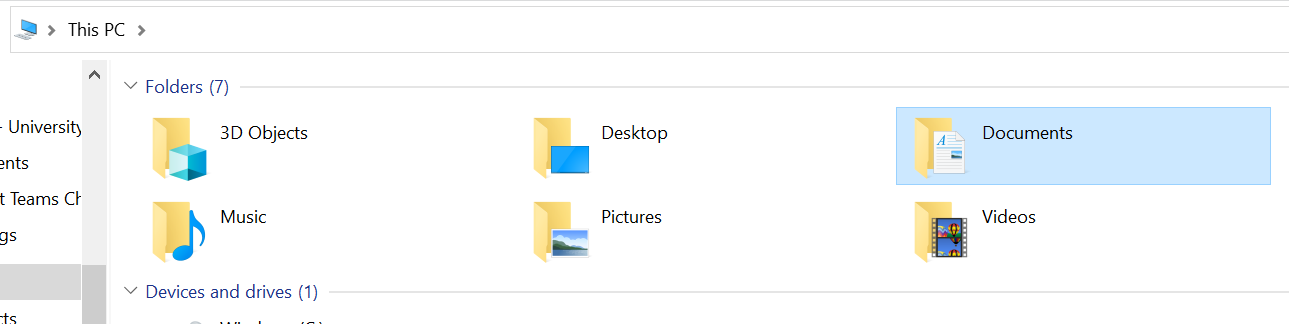 This PC
Folders (7)
- University
ents
t Teams Ch
gs
cts
3D Objects
Desktop
Documents
Music
Pictures
Videos
Devices and drives (1)